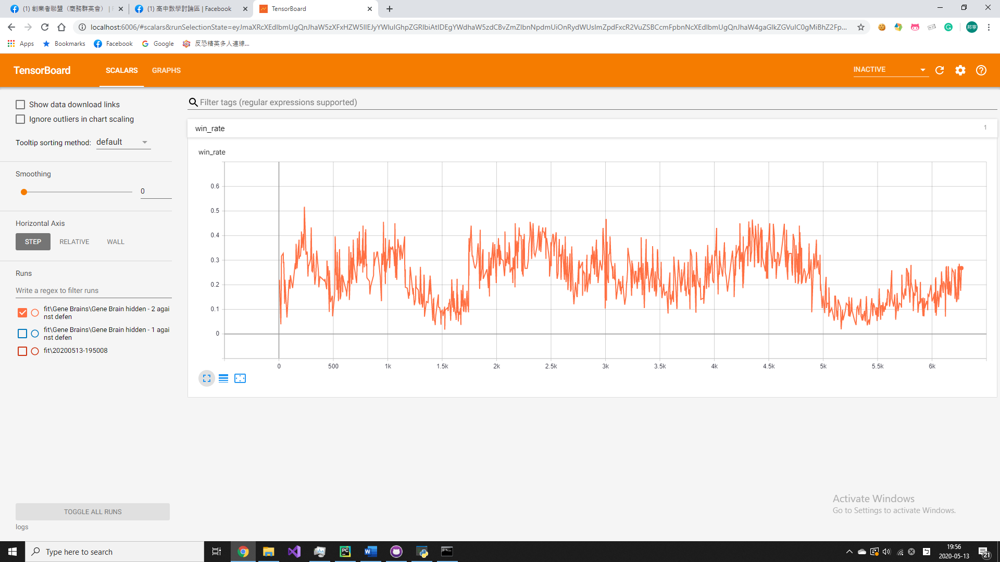 (1) 創業者聯盟（商務群英會） | F
(1) 高中數學討論區 | Facebook
TensorBoard
localhost:6006/#scalars&runSelectionState=eyJmaXRcXEdlbmUgQnJhaW5zXFxHZW5lIEJyYWluIGhpZGRlbiAtIDEgYWdhaW5zdCBvZmZlbnNpdmUiOnRydWUsImZpdFxcR2VuZSBCcmFpbnNcXEdlbmUgQnJhaW4gaGlkZGVuIC0gMiBhZ2Fp...
邦寧
Apps
Bookmarks
Facebook
Google
反恐精英多人連線...
TensorBoard
SCALARS
GRAPHS
INACTIVE
Show data download links
Ignore outliers in chart scaling
Tooltip sorting method: default
Smoothing
0
Horizontal Axis
STEP
RELATIVE
WALL
Runs
Write a regex to filter runs
fit\Gene Brains\Gene Brain hidden - 2 agai
nst defen
fit\Gene Brains\Gene Brain hidden - 1 agai
nst defen
fit\20200513-195008
TOGGLE ALL RUNS
logs
Filter tags (regular expressions supported)
win_rate
1
win_rate
0.6
0.5
0.4
0.3
0.2
0.1
0
0
500
1k
1.5k
2k
2.5k
3k
3.5k
4k
4.5k
5k
5.5k
6k
Activate Windows
Go to Settings to activate Windows.
Type here to search
19:56
2020-05-13
21